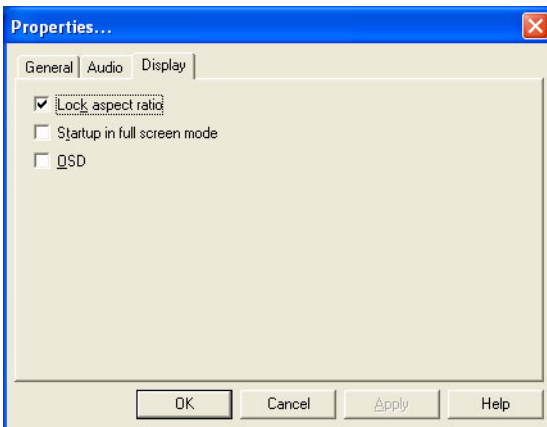 Properties...
General Audio Display
Lock aspect ratio
Startup in full screen mode
OSD
OK Cancel Apply Help